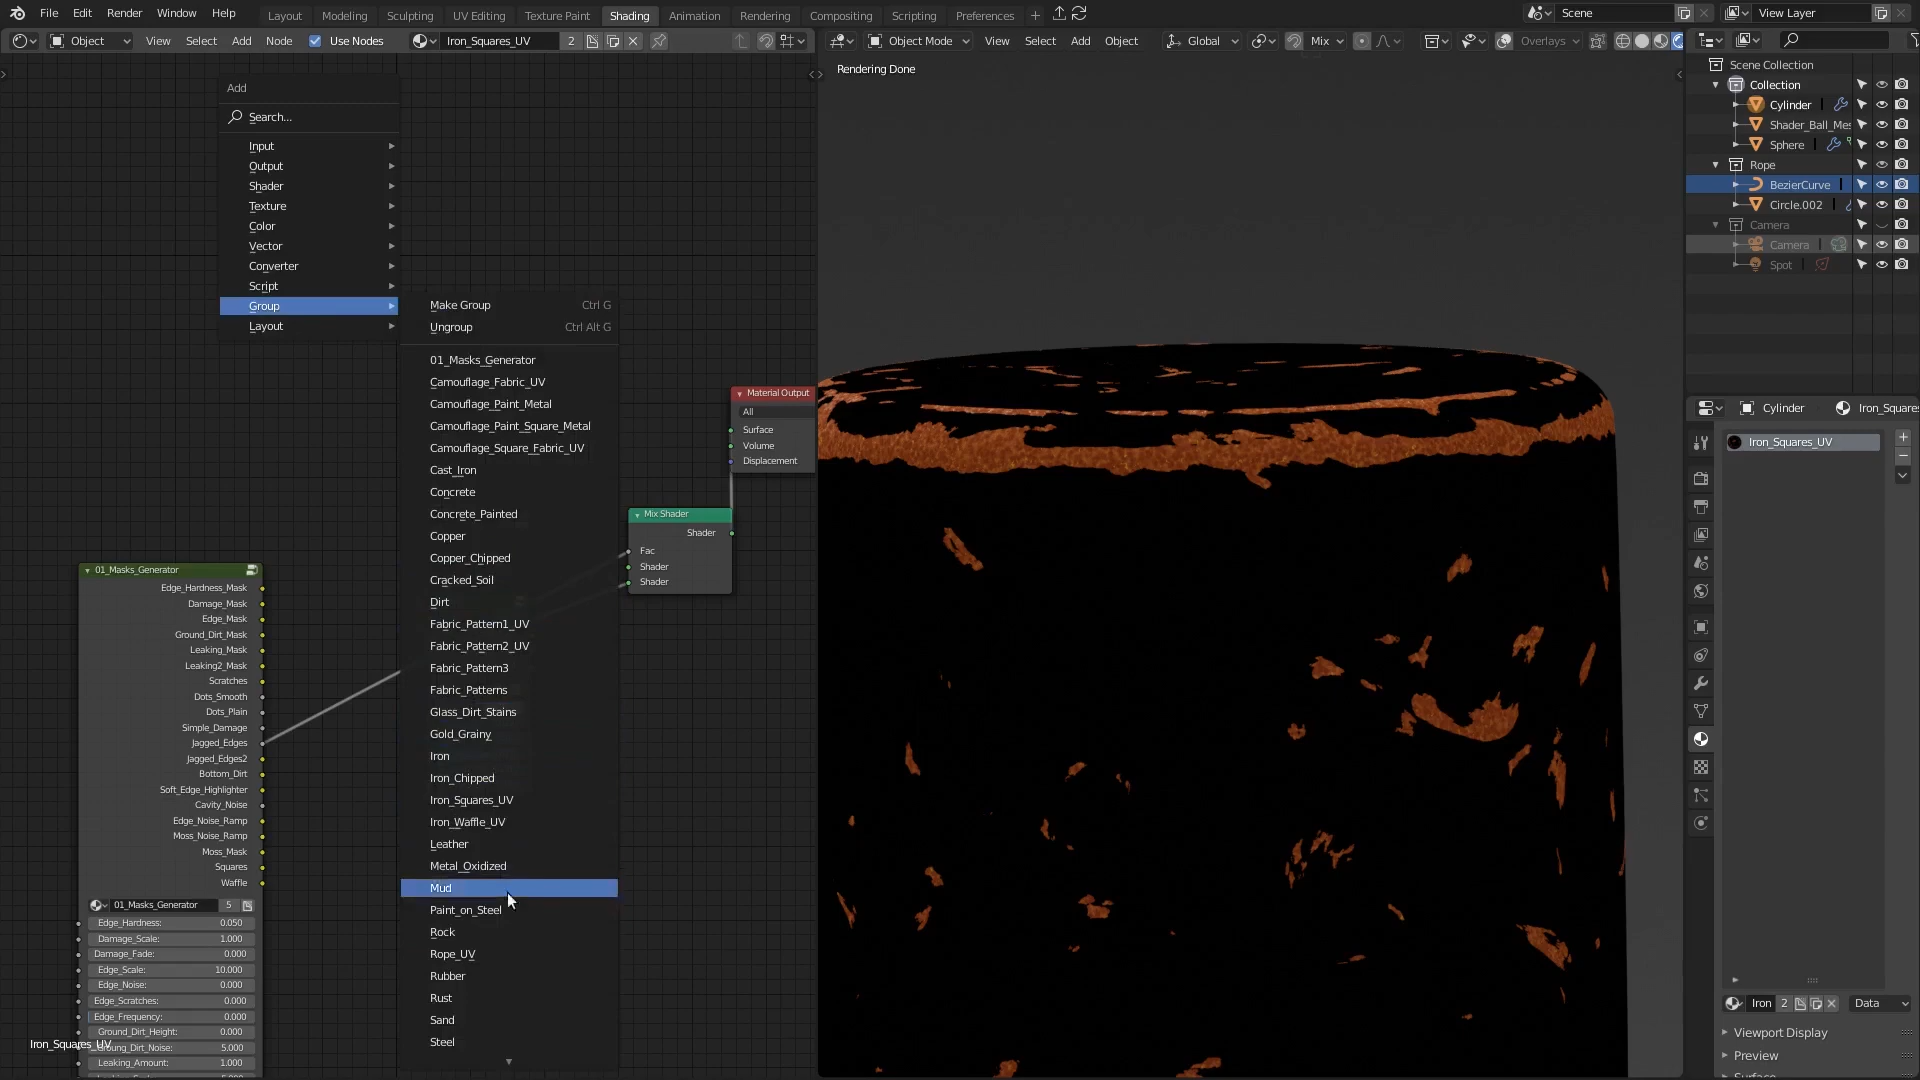 File Edit Render Window Help Layout Modeling Sculpting UV Editing Texture Paint Shading Animation Rendering Compositing Scripting Preferences + Scene View Layer
Object View Select Add Object Node Use Nodes Iron_Squares_UV 2 Object Mode View Select Add Object Global Mix Overlays
Rendering Done
Scene Collection
Collection
Cylinder
Shader_Ball_Mes
Sphere
Rope
BezierCurve
Circle.002
Camera
Camera
Spot
Add
Search...
Input
Output
Shader
Texture
Color
Vector
Converter
Script
Group
Layout
Make Group Ctrl G
Ungroup Ctrl Alt G
01_Masks_Generator
Camouflage_Fabric_UV
Camouflage_Paint_Metal
Camouflage_Paint_Square_Metal
Camouflage_Square_Fabric_UV
Cast_Iron
Concrete
Concrete_Painted
Copper
Copper_Chipped
Cracked_Soil
Dirt
Fabric_Pattern1_UV
Fabric_Pattern2_UV
Fabric_Pattern3
Fabric_Patterns
Glass_Dirt_Stains
Gold_Grainy
Iron
Iron_Chipped
Iron_Squares_UV
Iron_Waffle_UV
Leather
Metal_Oxidized
Mud
Paint_on_Steel
Rock
Rope_UV
Rubber
Rust
Sand
Steel
Material Output
All
Surface
Volume
Displacement
Mix Shader
Shader
Fac
Shader
Shader
01_Masks_Generator
Edge_Hardness_Mask
Damage_Mask
Edge_Mask
Ground_Dirt_Mask
Leaking_Mask
Leaking2_Mask
Scratches
Dots_Smooth
Dots_Plain
Simple_Damage
Jagged_Edges
Jagged_Edges2
Bottom_Dirt
Soft_Edge_Highlighter
Cavity_Noise
Edge_Noise_Ramp
Moss_Noise_Ramp
Moss_Mask
Squares
Waffle
01_Masks_Generator 5
Edge_Hardness: 0.050
Damage_Scale: 1.000
Damage_Fade: 0.000
Edge_Scale: 10.000
Edge_Noise: 0.000
Edge_Scratches: 0.000
Edge_Frequency: 0.000
Ground_Dirt_Height: 0.000
Groung_Dirt_Noise: 5.000
Leaking_Amount: 1.000
Iron_Squares_UV
Cylinder Iron_Square
Iron_Squares_UV
+
−
Iron 2 Data
Viewport Display
Preview